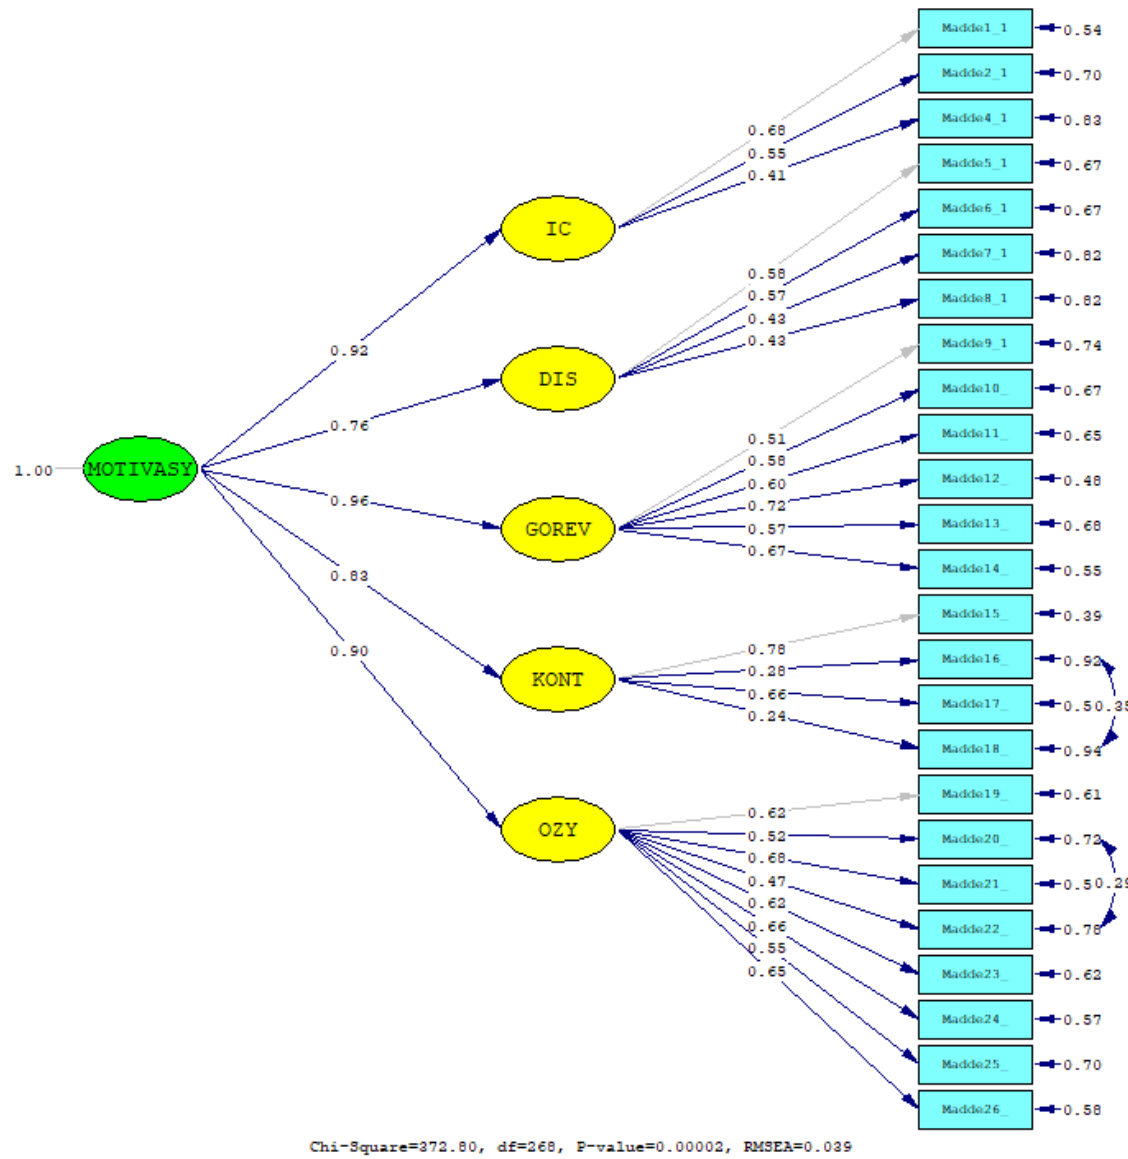 Madde1_1 0.54
Madde2_1 0.70
Madde4_1 0.83
0.68
0.55
0.41
Madde5_1 0.67
Madde6_1 0.67
IC
Madde7_1 0.82
0.58
0.57
0.43
0.43
Madde8_1 0.82
Madde9_1 0.74
0.92
DIS
Madde10_ 0.67
0.76
Madde11_ 0.65
0.51
0.58
0.60
0.72
0.57
0.67
1.00 MOTIVASY
Madde12_ 0.48
0.96
GOREV
Madde13_ 0.68
Madde14_ 0.55
0.83
Madde15_ 0.39
0.90
0.78
0.28
0.66
0.24
Madde16_ 0.92
KONT
Madde17_ 0.50 0.35
Madde18_ 0.94
Madde19_ 0.61
0.62
0.52
0.68
0.47
0.62
0.66
0.55
0.65
OZY
Madde20_ 0.72
Madde21_ 0.5 0.29
Madde22_ 0.78
Madde23_ 0.62
Madde24_ 0.57
Madde25_ 0.70
Madde26_ 0.58
Chi-Square=372.80, df=268, P-value=0.00002, RMSEA=0.039